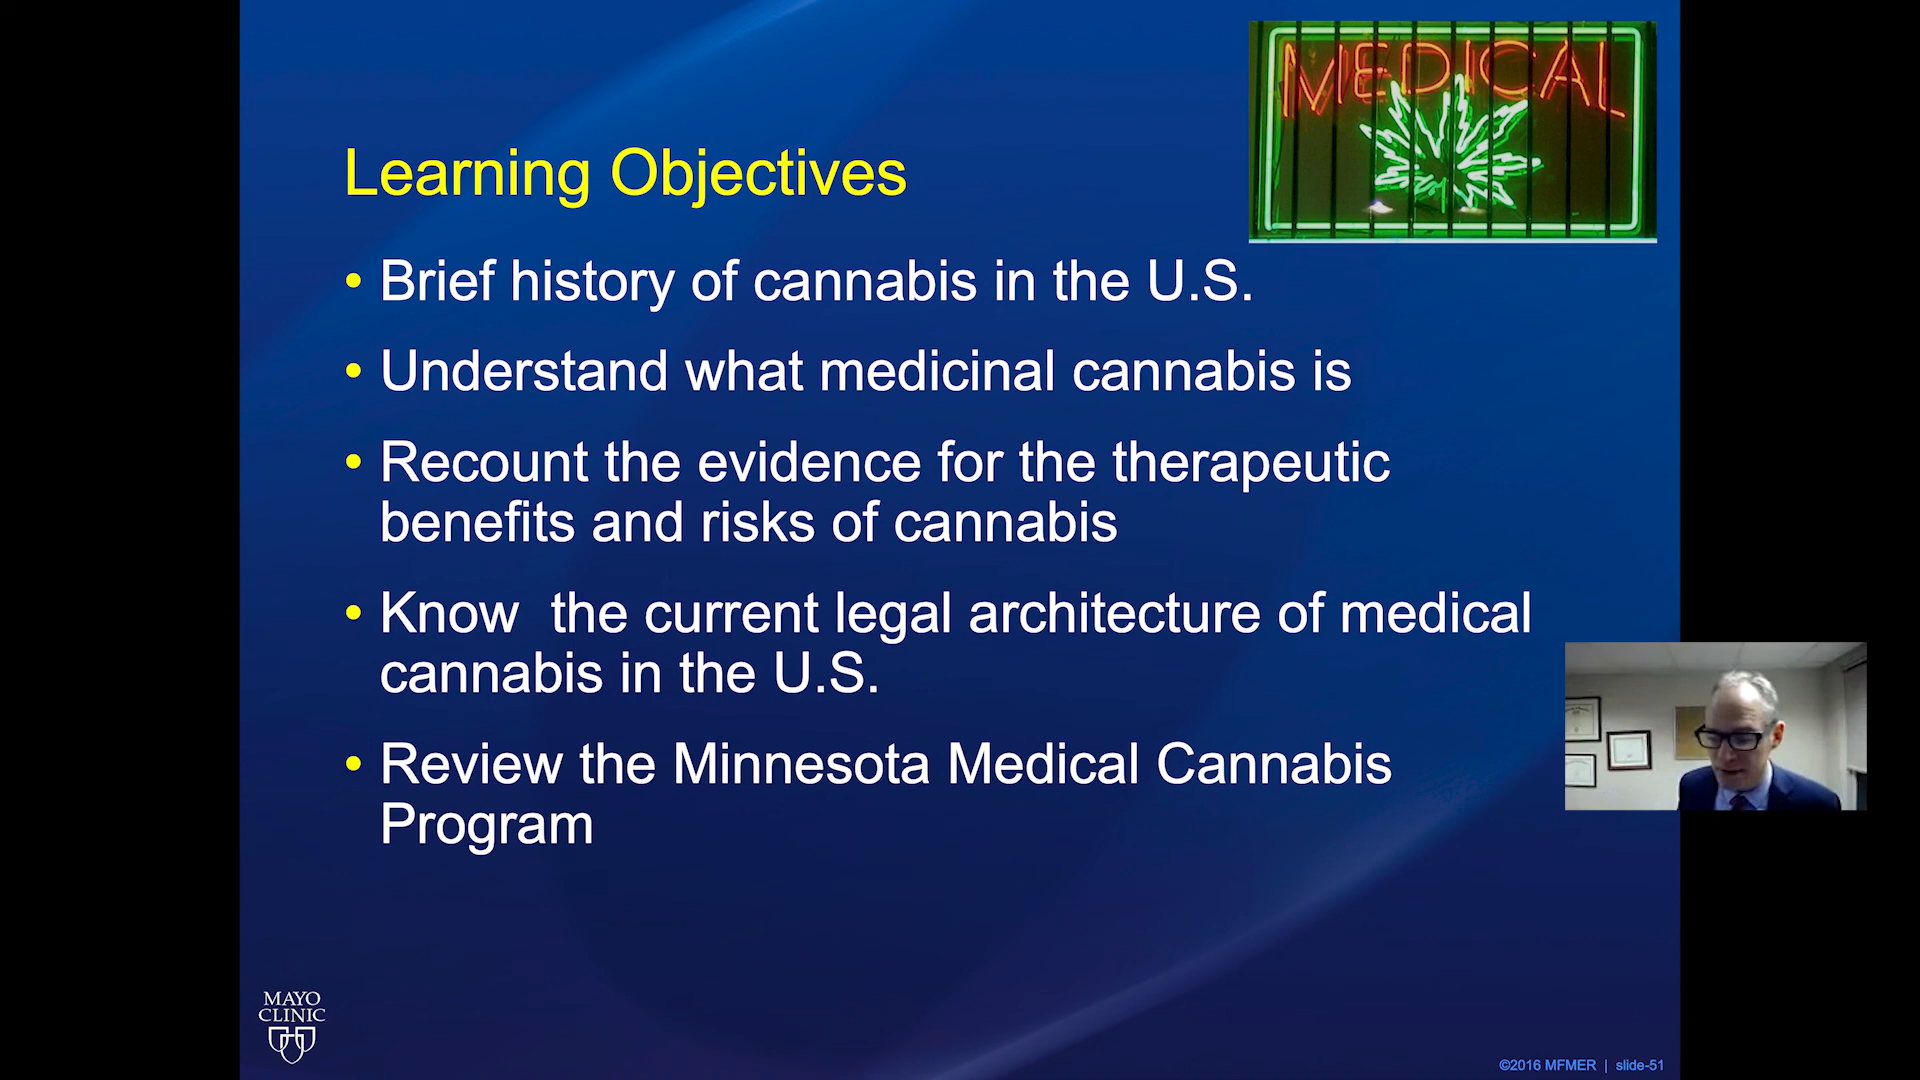 MEDICAL
Learning Objectives
• Brief history of cannabis in the U.S.
• Understand what medicinal cannabis is
• Recount the evidence for the therapeutic
benefits and risks of cannabis
• Know  the current legal architecture of medical
cannabis in the U.S.
• Review the Minnesota Medical Cannabis
Program
MAYO
CLINIC
©2016 MFMER | slide-51